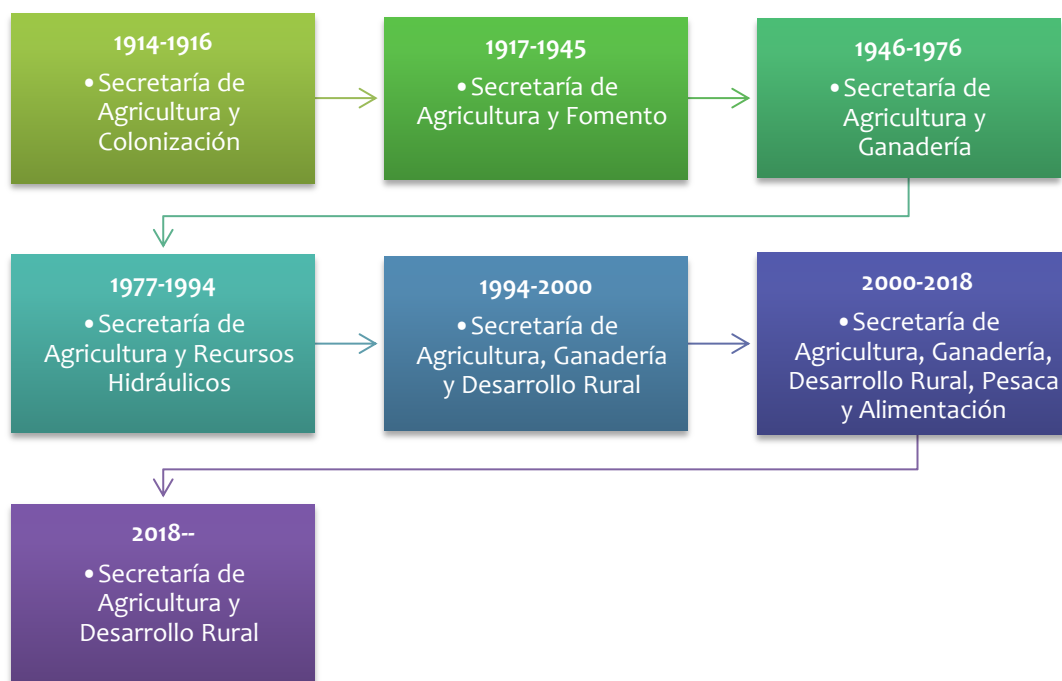 1914-1916
•Secretaría de
Agricultura y
Colonización
1917-1945
•Secretaría de
Agricultura y Fomento
1946-1976
•Secretaría de
Agricultura y
Ganadería
1977-1994
•Secretaría de
Agricultura y Recursos
Hidráulicos
1994-2000
•Secretaría de
Agricultura, Ganadería
y Desarrollo Rural
2000-2018
•Secretaría de
Agricultura, Ganadería,
Desarrollo Rural, Pesaca
y Alimentación
2018--
•Secretaría de
Agricultura y
Desarrollo Rural